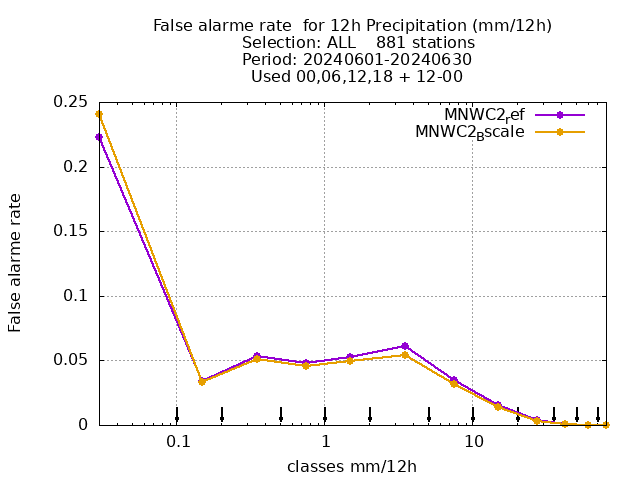 False alarme rate  for 12h Precipitation (mm/12h)
Selection: ALL    881 stations
Period: 20240601-20240630
Used 00,06,12,18 + 12-00
MNWC2ref
MNWC2Bscale
0.25
0.2
0.15
0.1
0.05
0
False alarme rate
0.1
1
10
classes mm/12h